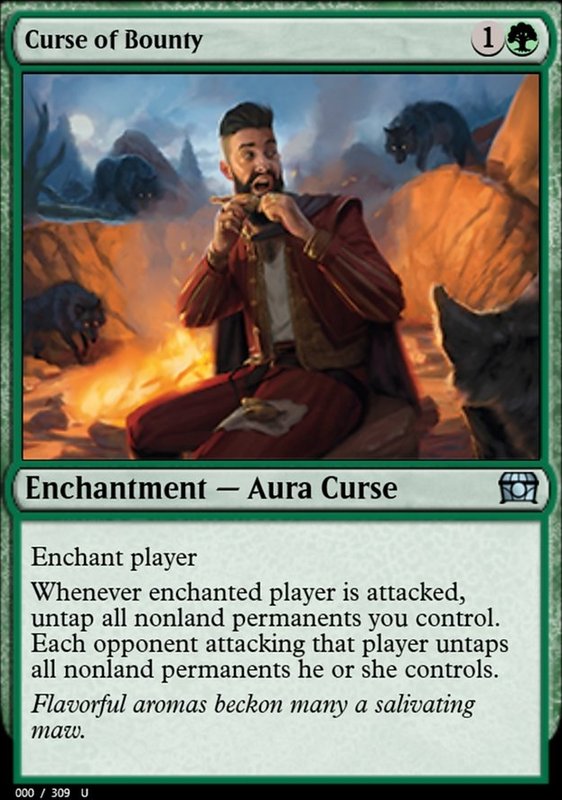 Curse of Bounty
1
Enchantment — Aura Curse
Enchant player
Whenever enchanted player is attacked,
untap all nonland permanents you control.
Each opponent attacking that player untaps
all nonland permanents he or she controls.
Flavorful aromas beckon many a salivating
maw.
000 / 309 U